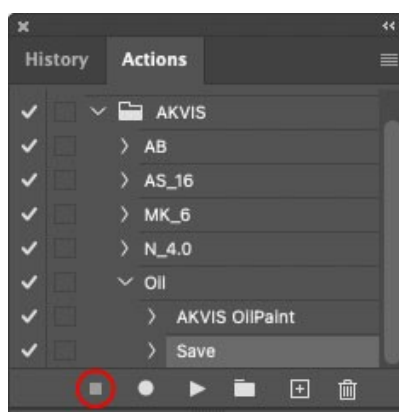 History Actions
AKVIS
AB
AS_16
MK_6
N_4.0
Oil
AKVIS OilPaint
Save